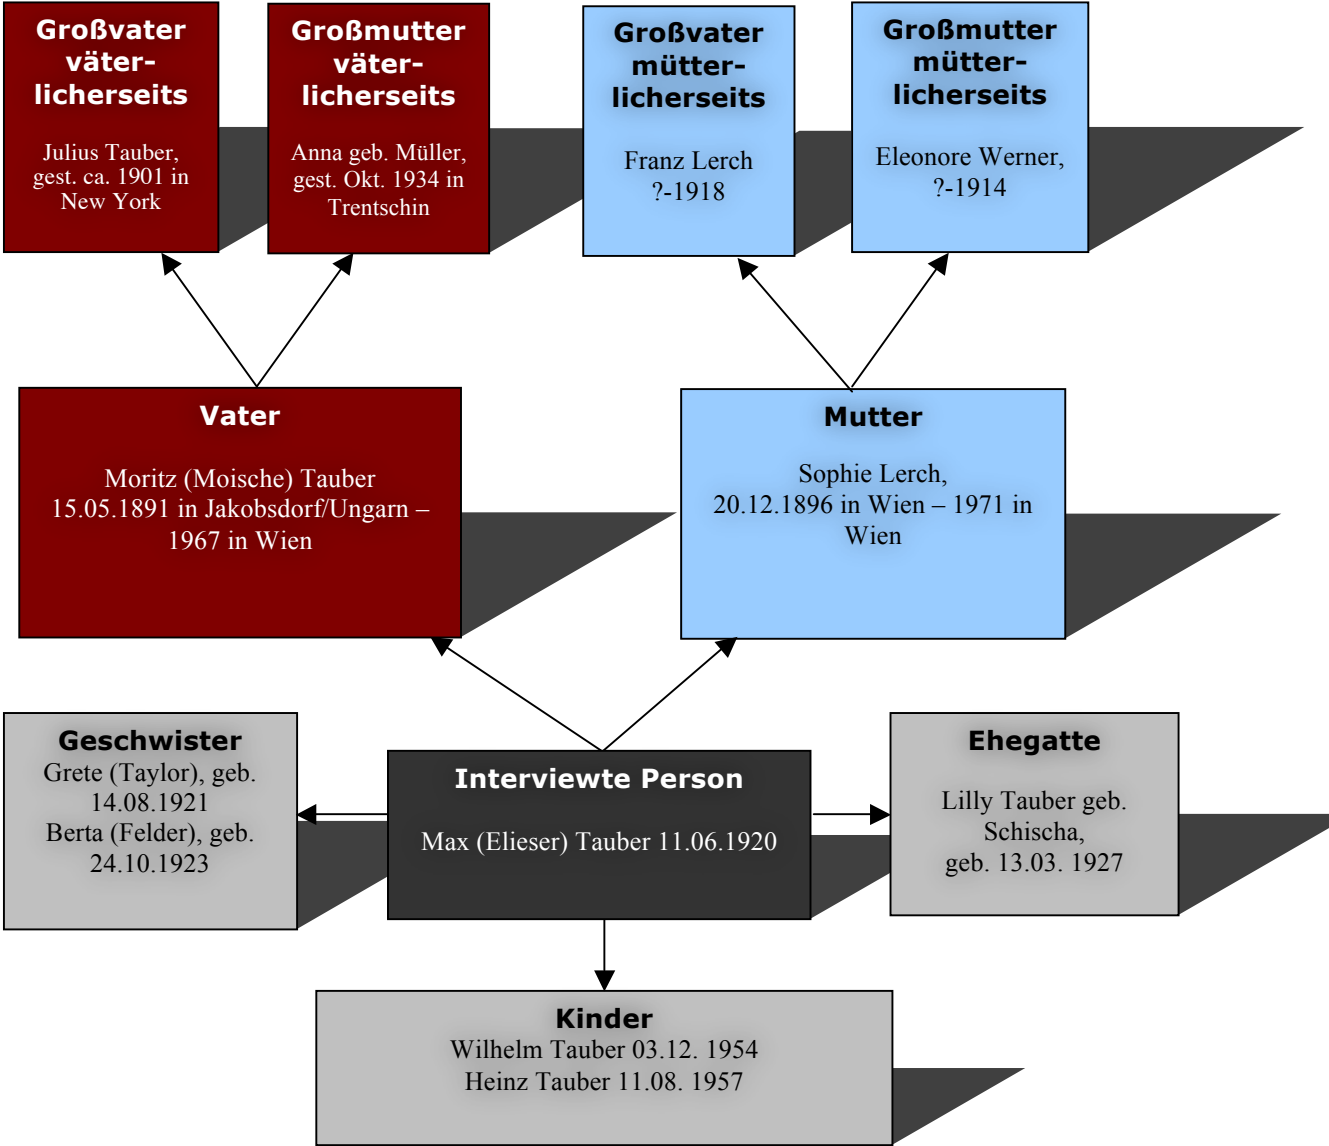 Großvater
väter-
licherseits
Julius Tauber,
gest. ca. 1901 in
New York
Großmutter
väter-
licherseits
Anna geb. Müller,
gest. Okt. 1934 in
Trentschin
Großvater
mütter-
licherseits
Franz Lerch
?-1918
Großmutter
mütter-
licherseits
Eleonore Werner,
?-1914
Vater
Moritz (Moische) Tauber
15.05.1891 in Jakobsdorf/Ungarn –
1967 in Wien
Mutter
Sophie Lerch,
20.12.1896 in Wien – 1971 in
Wien
Geschwister
Grete (Taylor), geb.
14.08.1921
Berta (Felder), geb.
24.10.1923
Interviewte Person
Max (Elieser) Tauber 11.06.1920
Ehegatte
Lilly Tauber geb.
Schischa,
geb. 13.03. 1927
Kinder
Wilhelm Tauber 03.12. 1954
Heinz Tauber 11.08. 1957